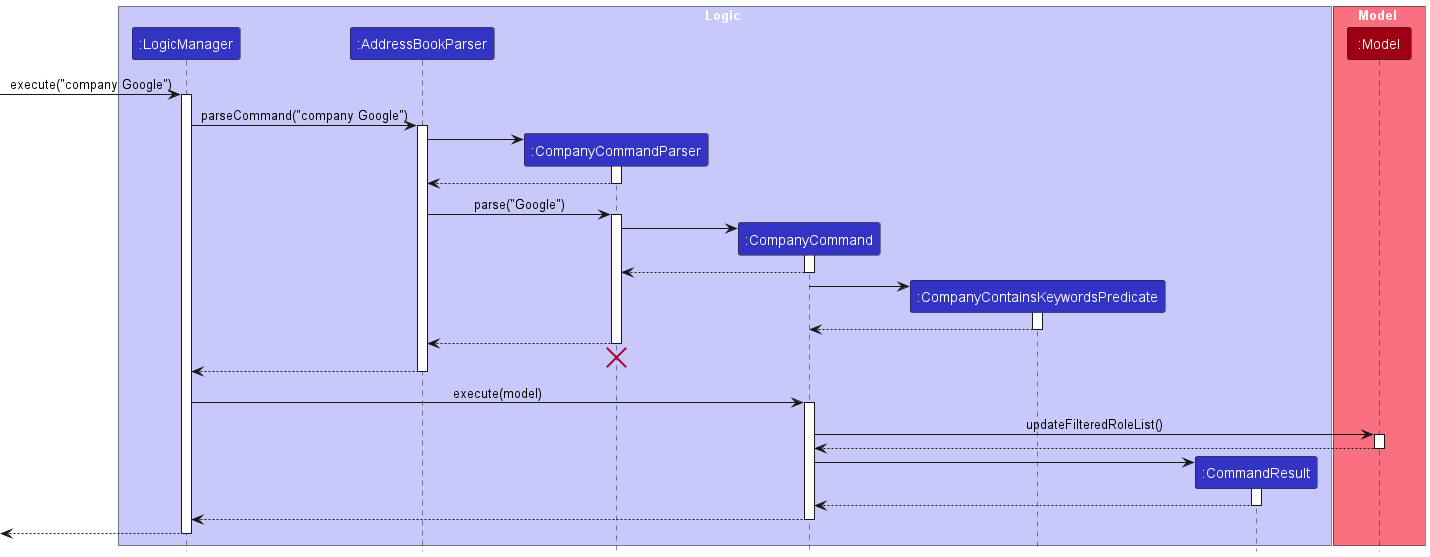 Logic
Model
:LogicManager
:AddressBookParser
:Model
execute("company Google")
parseCommand("company Google")
:CompanyCommandParser
parse("Google")
:CompanyCommand
:CompanyContainsKeywordsPredicate
execute(model)
updateFilteredRoleList()
:CommandResult